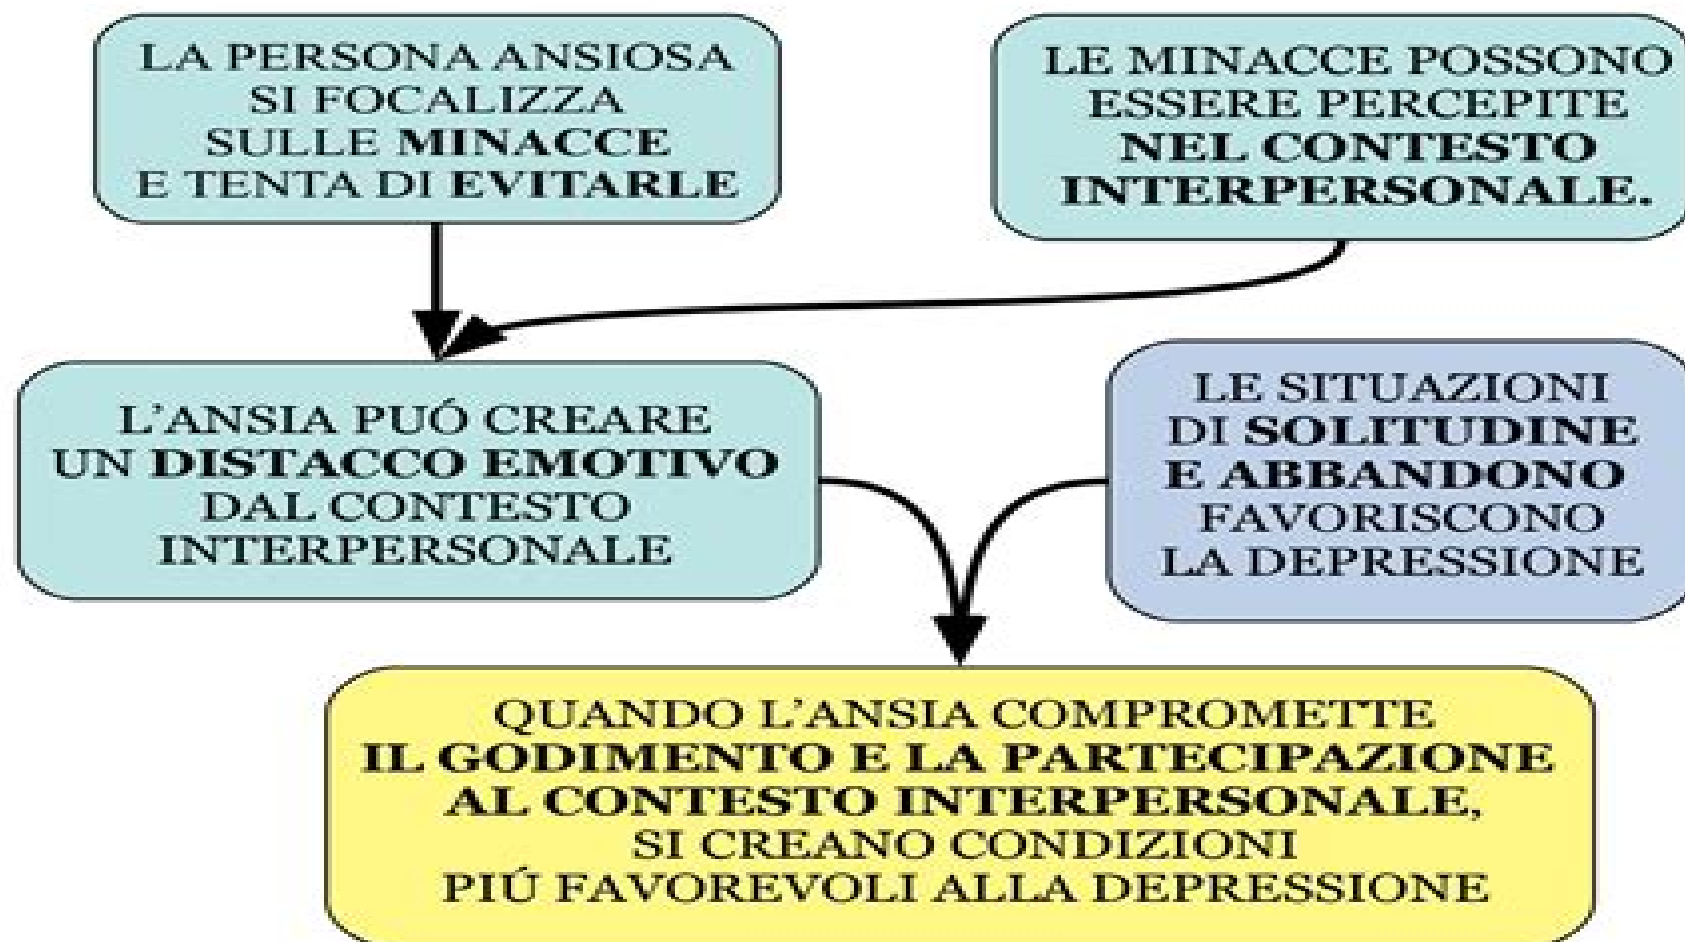 LA PERSONA ANSIOSA
SI FOCALIZZA
SULLE MINACCE
E TENTA DI EVITARLE
LE MINACCE POSSONO
ESSERE PERCEPITE
NEL CONTESTO
INTERPERSONALE.
L’ANSIA PUÓ CREARE
UN DISTACCO EMOTIVO
DAL CONTESTO
INTERPERSONALE
LE SITUAZIONI
DI SOLITUDINE
E ABBANDONO
FAVORISCONO
LA DEPRESSIONE
QUANDO L’ANSIA COMPROMETTE
IL GODIMENTO E LA PARTECIPAZIONE
AL CONTESTO INTERPERSONALE,
SI CREANO CONDIZIONI
PIÚ FAVOREVOLI ALLA DEPRESSIONE